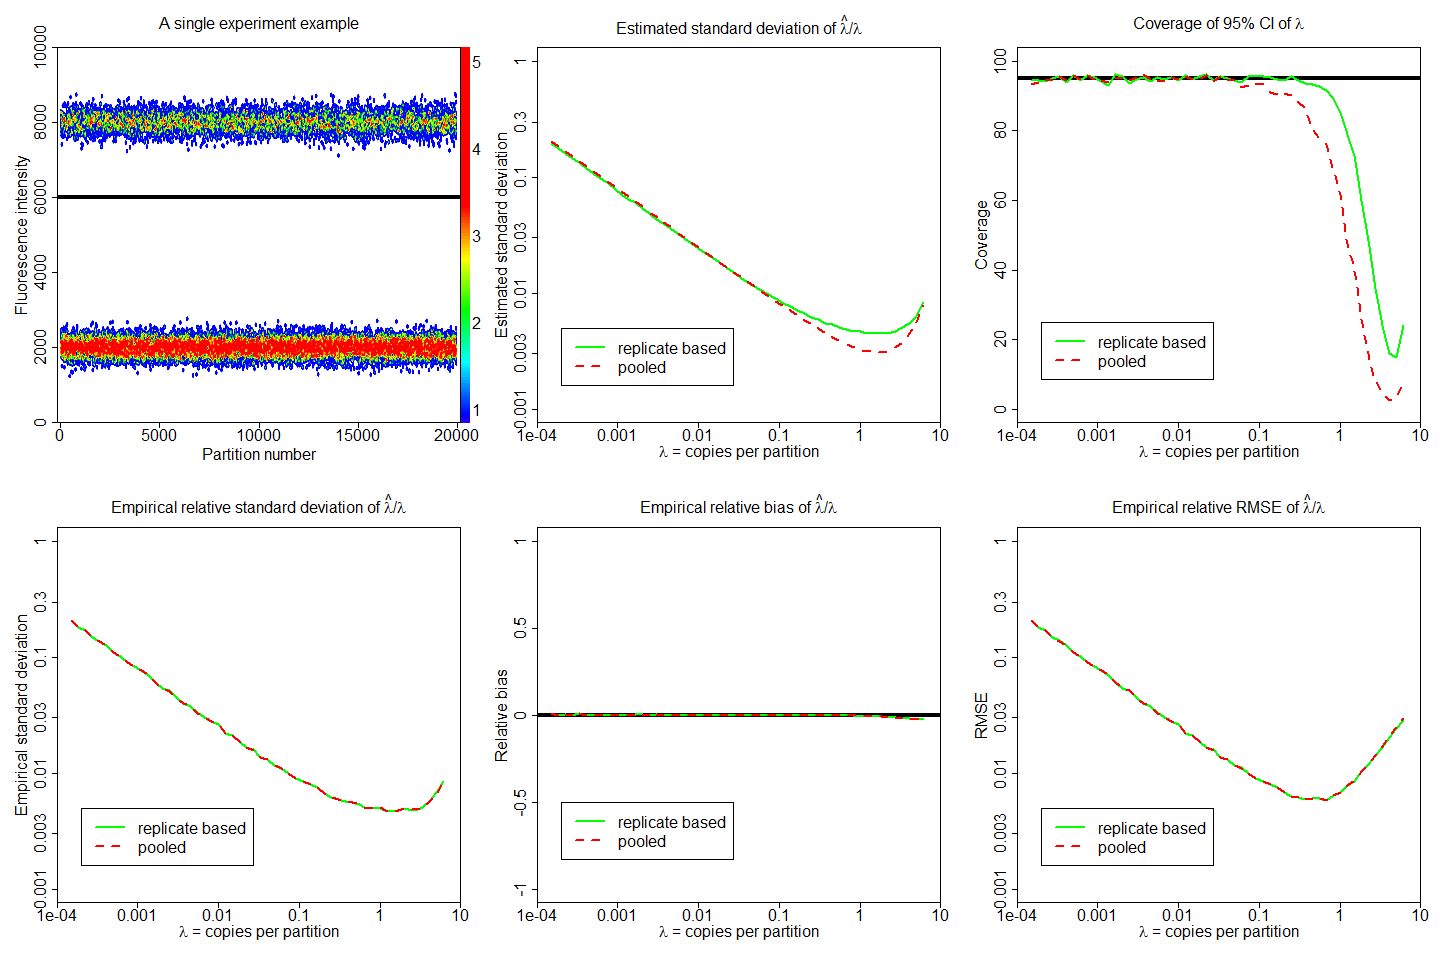 A single experiment example
Fluorescence intensity
10000
8000
6000
4000
2000
0
5
4
3
2
1
0 5000 10000 15000 20000
Partition number
Estimated standard deviation of λ̂/λ
Estimated standard deviation
1
0.3
0.1
0.03
0.01
0.003
0.001
replicate based
pooled
1e-04 0.001 0.01 0.1 1 10
λ = copies per partition
Coverage of 95% CI of λ
Coverage
100
80
60
40
20
0
replicate based
pooled
1e-04 0.001 0.01 0.1 1 10
λ = copies per partition
Empirical relative standard deviation of λ̂/λ
Empirical standard deviation
1
0.3
0.1
0.03
0.01
0.003
0.001
replicate based
pooled
1e-04 0.001 0.01 0.1 1 10
λ = copies per partition
Empirical relative bias of λ̂/λ
Relative bias
1
0.5
0
-0.5
-1
replicate based
pooled
1e-04 0.001 0.01 0.1 1 10
λ = copies per partition
Empirical relative RMSE of λ̂/λ
RMSE
1
0.3
0.1
0.03
0.01
0.003
0.001
replicate based
pooled
1e-04 0.001 0.01 0.1 1 10
λ = copies per partition